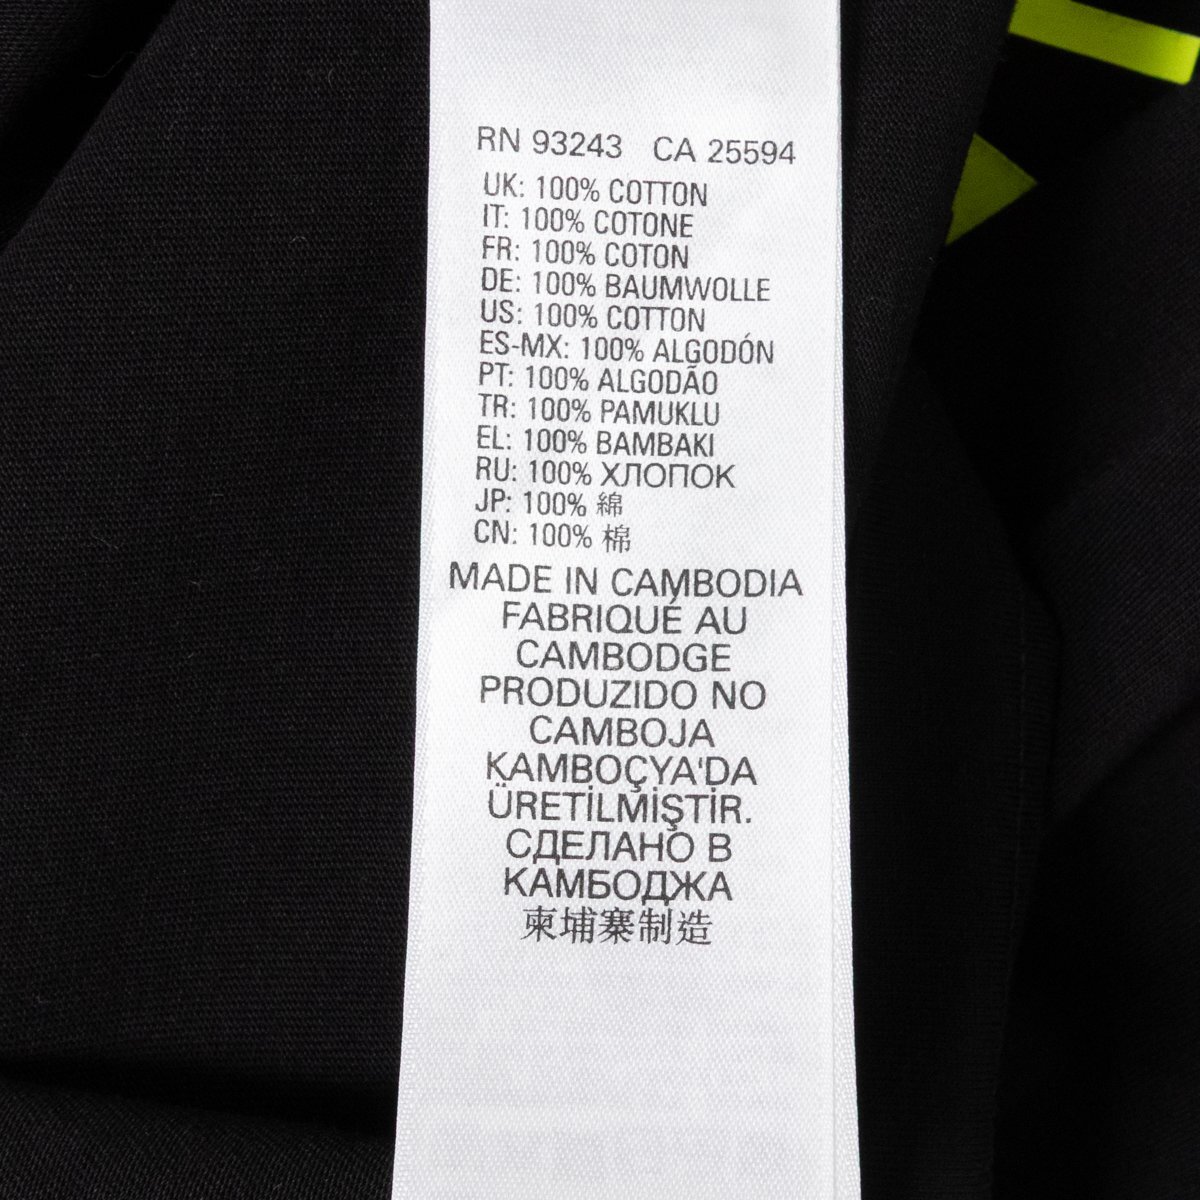 RN 93243 CA 25594
UK: 100% COTTON
IT: 100% COTONE
FR: 100% COTON
DE: 100% BAUMWOLLE
US: 100% COTTON
ES-MX: 100% ALGODÓN
PT: 100% ALGODÃO
TR: 100% PAMUKLU
EL: 100% BAMBAKI
RU: 100% ХЛОПОК
JP: 100% 綿
CN: 100% 棉
MADE IN CAMBODIA
FABRIQUÉ AU
CAMBODGE
PRODUZIDO NO
CAMBOJA
KAMBOÇYA'DA
ÜRETİLMİŞTİR.
СДЕЛАНО В
КАМБОДЖА
柬埔寨制造